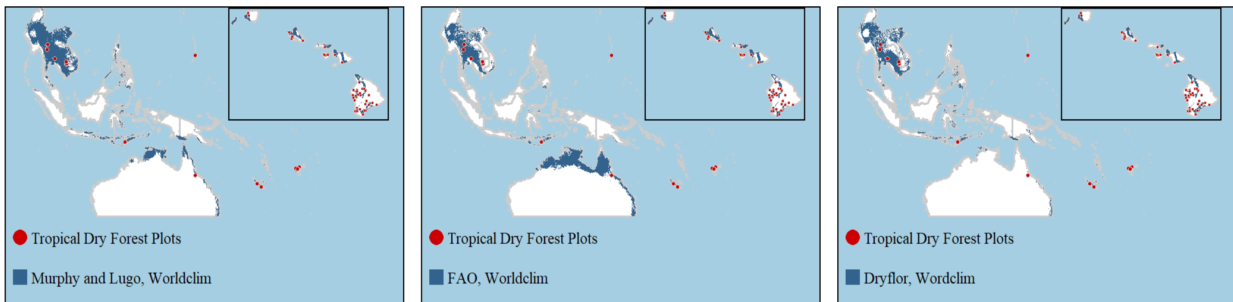 Tropical Dry Forest Plots
Murphy and Lugo, Worldclim
Tropical Dry Forest Plots
FAO, Worldclim
Tropical Dry Forest Plots
Dryflor, Wordclim